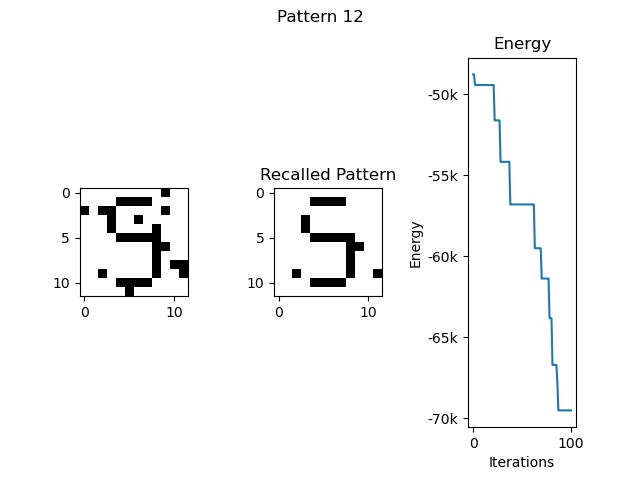 Pattern 12
Energy
Recalled Pattern
0
5
10
0
10
0
5
10
0
10
-50k
-55k
-60k
-65k
-70k
Energy
0
100
Iterations